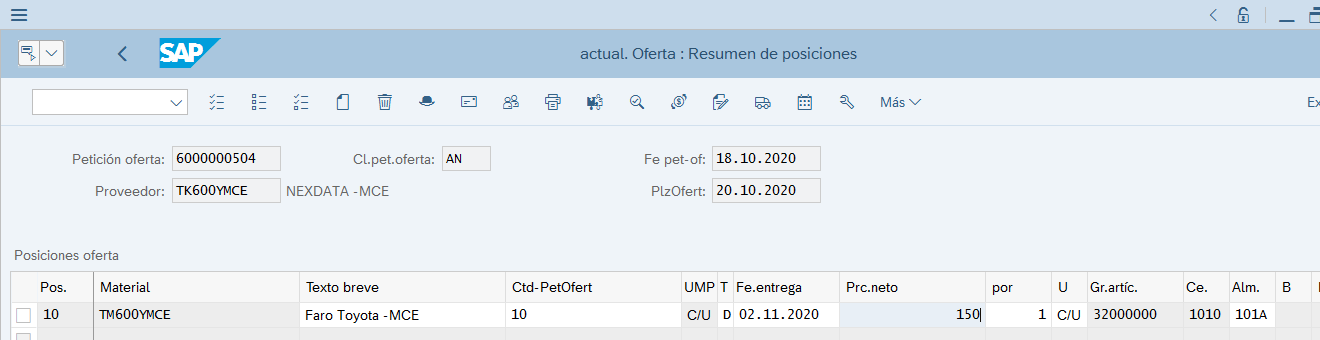 SAP
actual. Oferta : Resumen de posiciones
Más
Ex
Petición oferta: 6000000504 Cl.pet.oferta: AN Fe pet-of: 18.10.2020
Proveedor: TK600YMCE NEXDATA -MCE PlzOfert: 20.10.2020
Posiciones oferta
Pos. Material Texto breve Ctd-PetOfert UMP T Fe.entrega Prc.neto por U Gr.artíc. Ce. Alm. B
10 TM600YMCE Faro Toyota -MCE 10 C/U D 02.11.2020 150 1 C/U 32000000 1010 101A